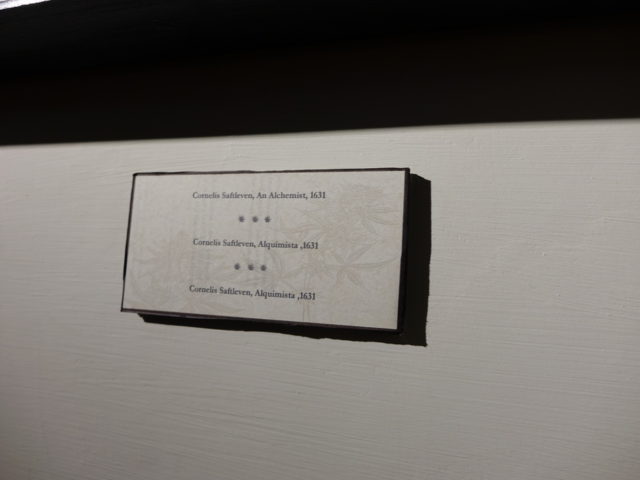 Cornelis Saftleven, An Alchemist, 1631
* * *
Cornelis Saftleven, Alquimista ,1631
* * *
Cornelis Saftleven, Alquimista ,1631